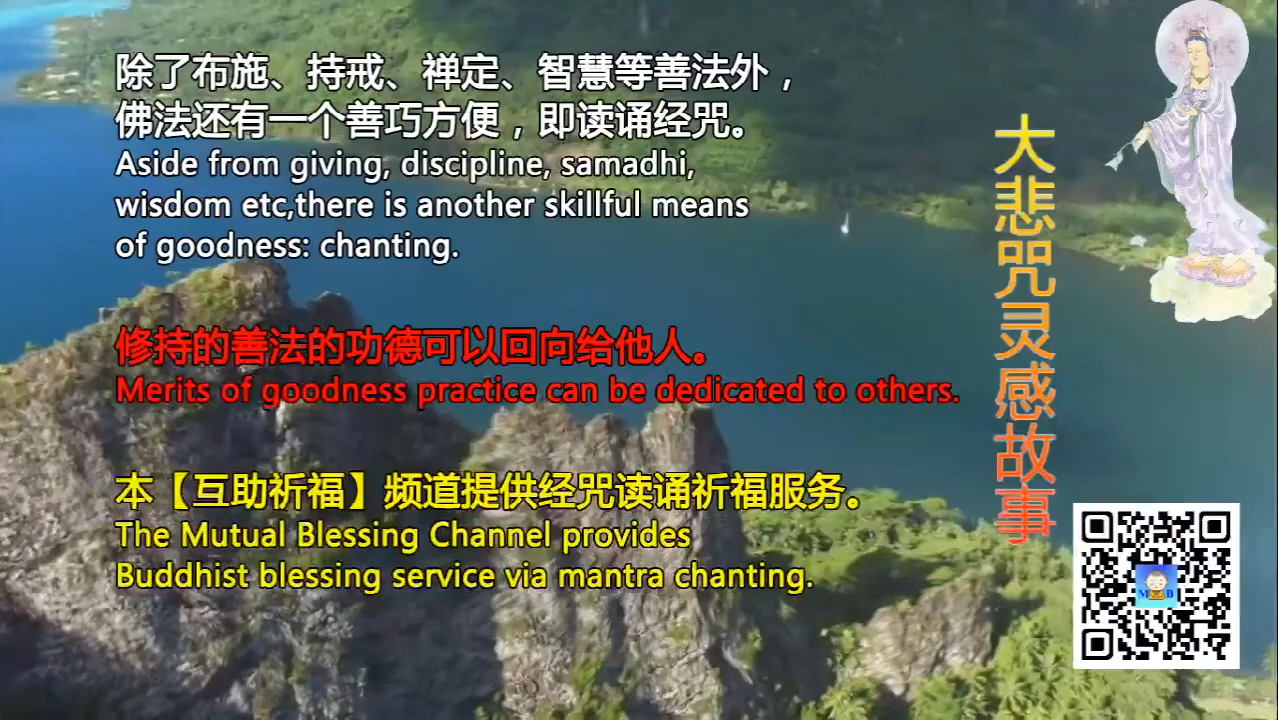 除了布施、持戒、禅定、智慧等善法外，
佛法还有一个善巧方便，即读诵经咒。
Aside from giving, discipline, samadhi,
wisdom etc,there is another skillful means
of goodness: chanting.
修持的善法的功德可以回向给他人。
Merits of goodness practice can be dedicated to others.
本【互助祈福】频道提供经咒读诵祈福服务。
The Mutual Blessing Channel provides
Buddhist blessing service via mantra chanting.
大悲咒灵感故事
M B